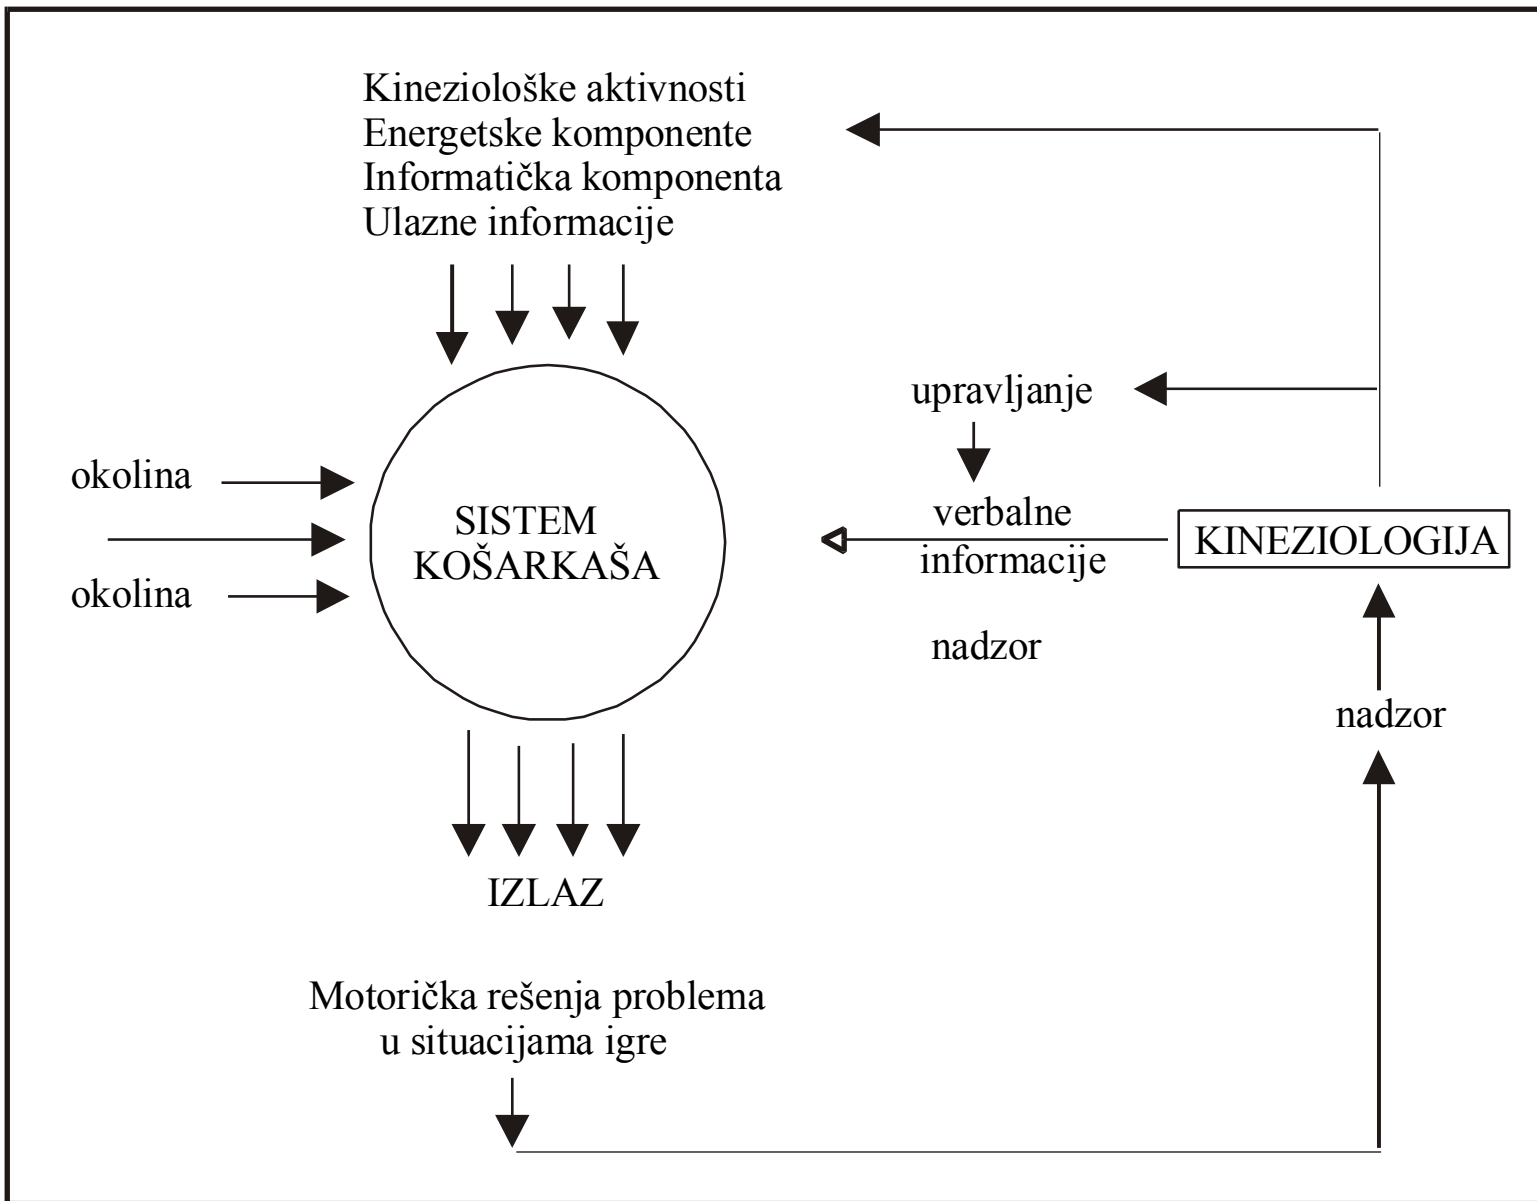 Kineziološke aktivnosti
Energetske komponente
Informatička komponenta
Ulazne informacije
upravljanje
okolina
verbalne
SISTEM
KOŠARKAŠA
KINEZIOLOGIJA
informacije
okolina
nadzor
nadzor
IZLAZ
Motorička rešenja problema
u situacijama igre